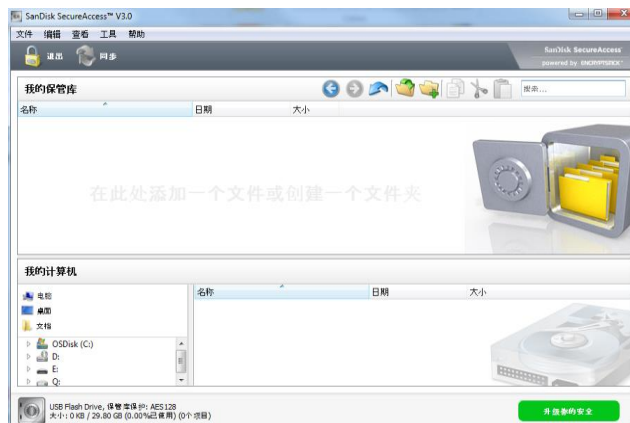 SanDisk SecureAccess™ V3.0
文件 编辑 查看 工具 帮助
退出 同步
SanDisk SecureAccess™
powered by ENCRYPTSTICK™
我的保管库
搜索...
名称 日期 大小
在此处添加一个文件或创建一个文件夹
我的计算机
电脑
桌面
文档
OSDisk (C:)
D:
E:
Q:
名称 日期 大小
USB Flash Drive, 保管库保护: AES128
大小: 0 KB / 29.80 GB (0.00%已使用) (0个项目)
升级你的安全